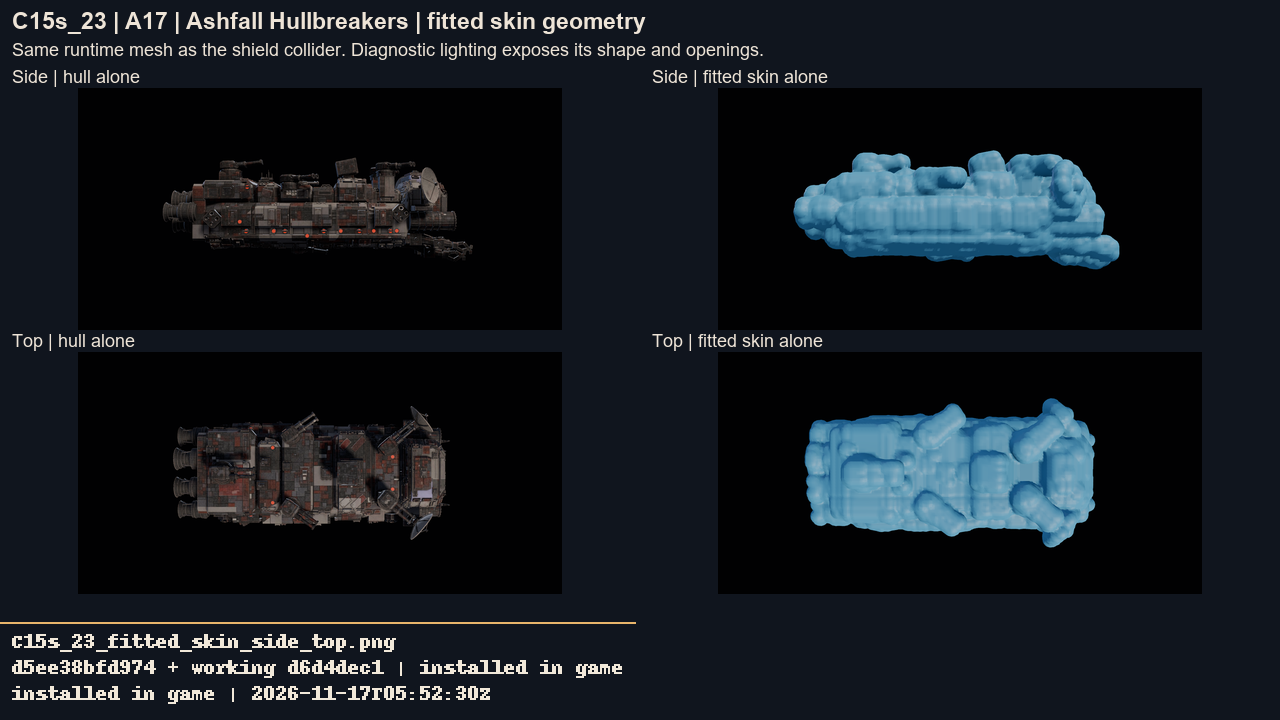 C15s_23 | A17 | Ashfall Hullbreakers | fitted skin geometry
Same runtime mesh as the shield collider. Diagnostic lighting exposes its shape and openings.
Side | hull alone
Side | fitted skin alone
Top | hull alone
Top | fitted skin alone
C15s_23_fitted_skin_side_top.png
d5ee38bfd974 + working d6d4dec1 | installed in game
installed in game | 2026-11-17T05:52:30Z